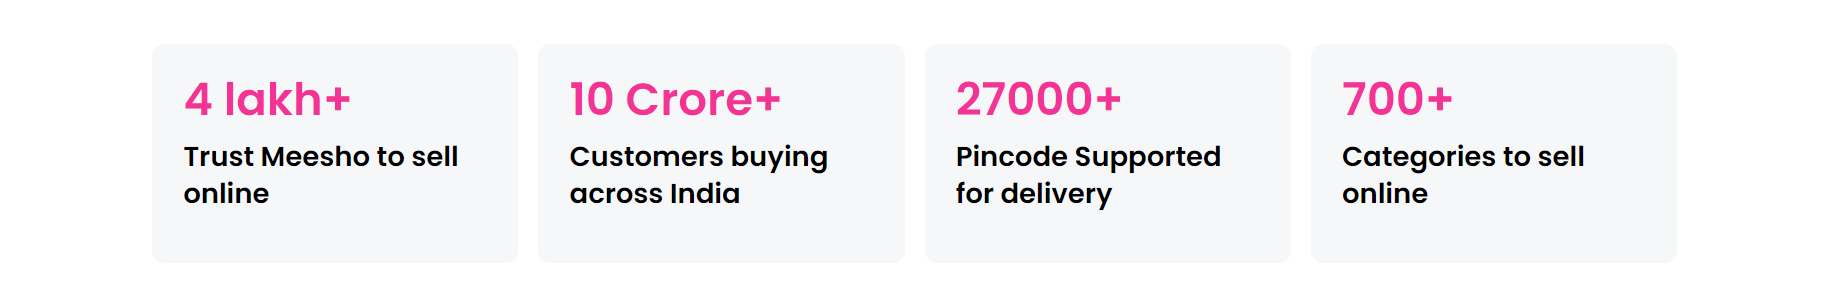 4 lakh+
Trust Meesho to sell
online
10 Crore+
Customers buying
across India
27000+
Pincode Supported
for delivery
700+
Categories to sell
online